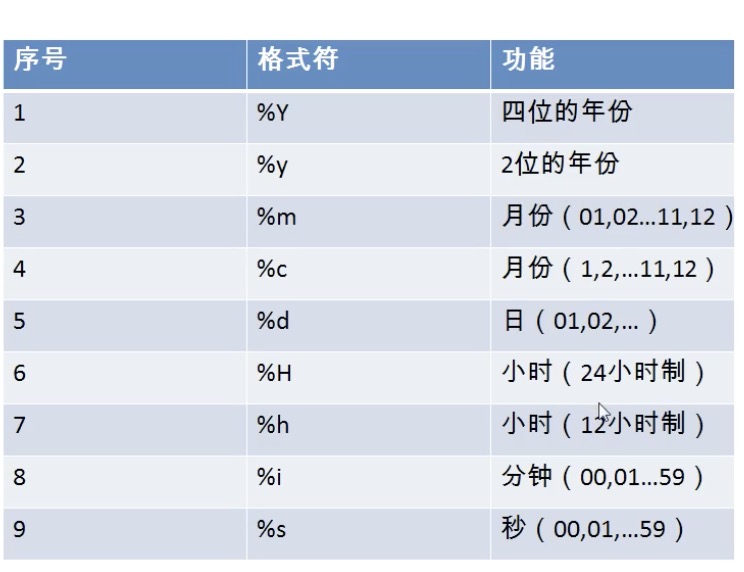 序号 格式符 功能
1 %Y 四位的年份
2 %y 2位的年份
3 %m 月份（01,02…11,12）
4 %c 月份（1,2,…11,12）
5 %d 日（01,02,…）
6 %H 小时（24小时制）
7 %h 小时（12小时制）
8 %i 分钟（00,01…59）
9 %s 秒（00,01,…59）